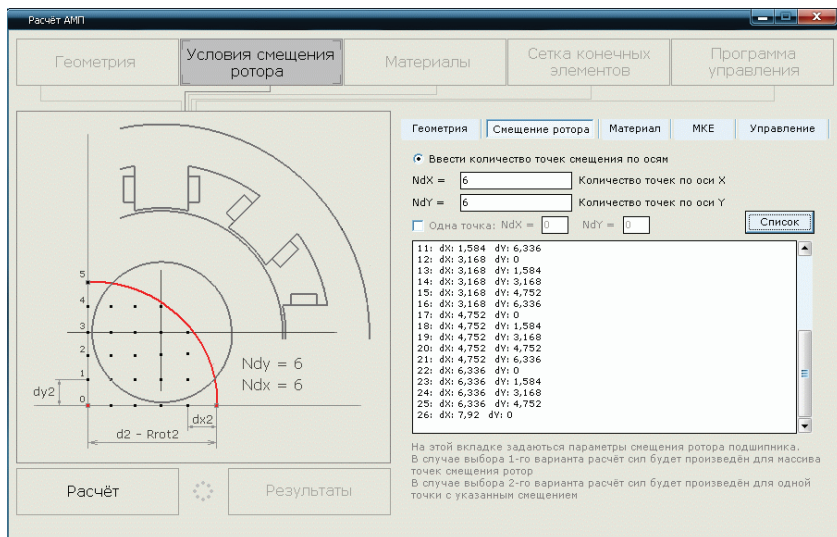 Расчёт АМП
Геометрия
Условия смещения
ротора
Материалы
Сетка конечных
элементов
Программа
управления
5
4
3
2
1
0
dy2
dx2
d2 - Rrot2
Ndy = 6
Ndx = 6
Расчёт
Результаты
Геометрия Смещение ротора Материал МКЕ Управление
Ввести количество точек смещения по осям
NdX = 6 Количество точек по оси X
NdY = 6 Количество точек по оси Y
Одна точка: NdX = 0 NdY = 0 Список
11: dX: 1,584 dY: 6,336
12: dX: 3,168 dY: 0
13: dX: 3,168 dY: 1,584
14: dX: 3,168 dY: 3,168
15: dX: 3,168 dY: 4,752
16: dX: 3,168 dY: 6,336
17: dX: 4,752 dY: 0
18: dX: 4,752 dY: 1,584
19: dX: 4,752 dY: 3,168
20: dX: 4,752 dY: 4,752
21: dX: 4,752 dY: 6,336
22: dX: 6,336 dY: 0
23: dX: 6,336 dY: 1,584
24: dX: 6,336 dY: 3,168
25: dX: 6,336 dY: 4,752
26: dX: 7,92 dY: 0
На этой вкладке задаются параметры смещения ротора подшипника.
В случае выбора 1-го варианта расчёт сил будет произведён для массива
точек смещения ротор
В случае выбора 2-го варианта расчёт сил будет произведён для одной
точки с указанным смещением